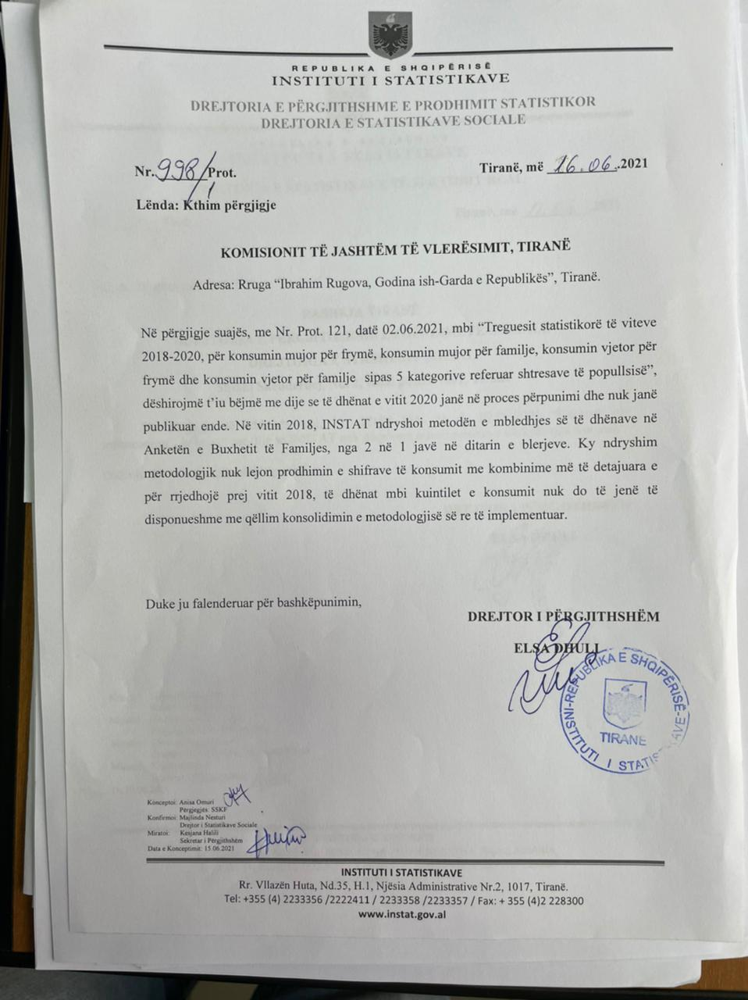 REPUBLIKA E SHQIPËRISË
INSTITUTI I STATISTIKAVE
DREJTORIA E PËRGJITHSHME E PRODHIMIT STATISTIKOR
DREJTORIA E STATISTIKAVE SOCIALE
Nr. 998/1 Prot.
Tiranë, më 16.06.2021
Lënda: Kthim përgjigje
KOMISIONIT TË JASHTËM TË VLERËSIMIT, TIRANË
Adresa: Rruga “Ibrahim Rugova, Godina ish-Garda e Republikës”, Tiranë.
Në përgjigje suajës, me Nr. Prot. 121, datë 02.06.2021, mbi “Treguesit statistikorë të viteve
2018-2020, për konsumin mujor për frymë, konsumin mujor për familje, konsumin vjetor për
frymë dhe konsumin vjetor për familje sipas 5 kategorive referuar shtresave të popullsisë”,
dëshirojmë t’iu bëjmë me dije se të dhënat e vitit 2020 janë në proces përpunimi dhe nuk janë
publikuar ende. Në vitin 2018, INSTAT ndryshoi metodën e mbledhjes së të dhënave në
Anketën e Buxhetit të Familjes, nga 2 në 1 javë në ditarin e blerjeve. Ky ndryshim
metodologjik nuk lejon prodhimin e shifrave të konsumit me kombinime më të detajuara e
për rrjedhojë prej vitit 2018, të dhënat mbi kuintilet e konsumit nuk do të jenë të
disponueshme me qëllim konsolidimin e metodologjisë së re të implementuar.
Duke ju falenderuar për bashkëpunimin,
DREJTOR I PËRGJITHSHËM
ELSA DHULI
REPUBLIKA E SHQIPËRISË
INSTITUTI I STATISTIKAVE
TIRANË
Konceptoi: Anisa Omuri
Përgjegjës: SSKF
Konfirmoi: Majlinda Nesturi
Drejtor i Statistikave Sociale
Miratoi: Kesjana Halili
Sekretar i Përgjithshëm
Data e Konceptimit: 15.06.2021
INSTITUTI I STATISTIKAVE
Rr. Vllazën Huta, Nd.35, H.1, Njësia Administrative Nr.2, 1017, Tiranë.
Tel: +355 (4) 2233356 /2222411 / 2233358 /2233357 / Fax: + 355 (4)2 228300
www.instat.gov.al